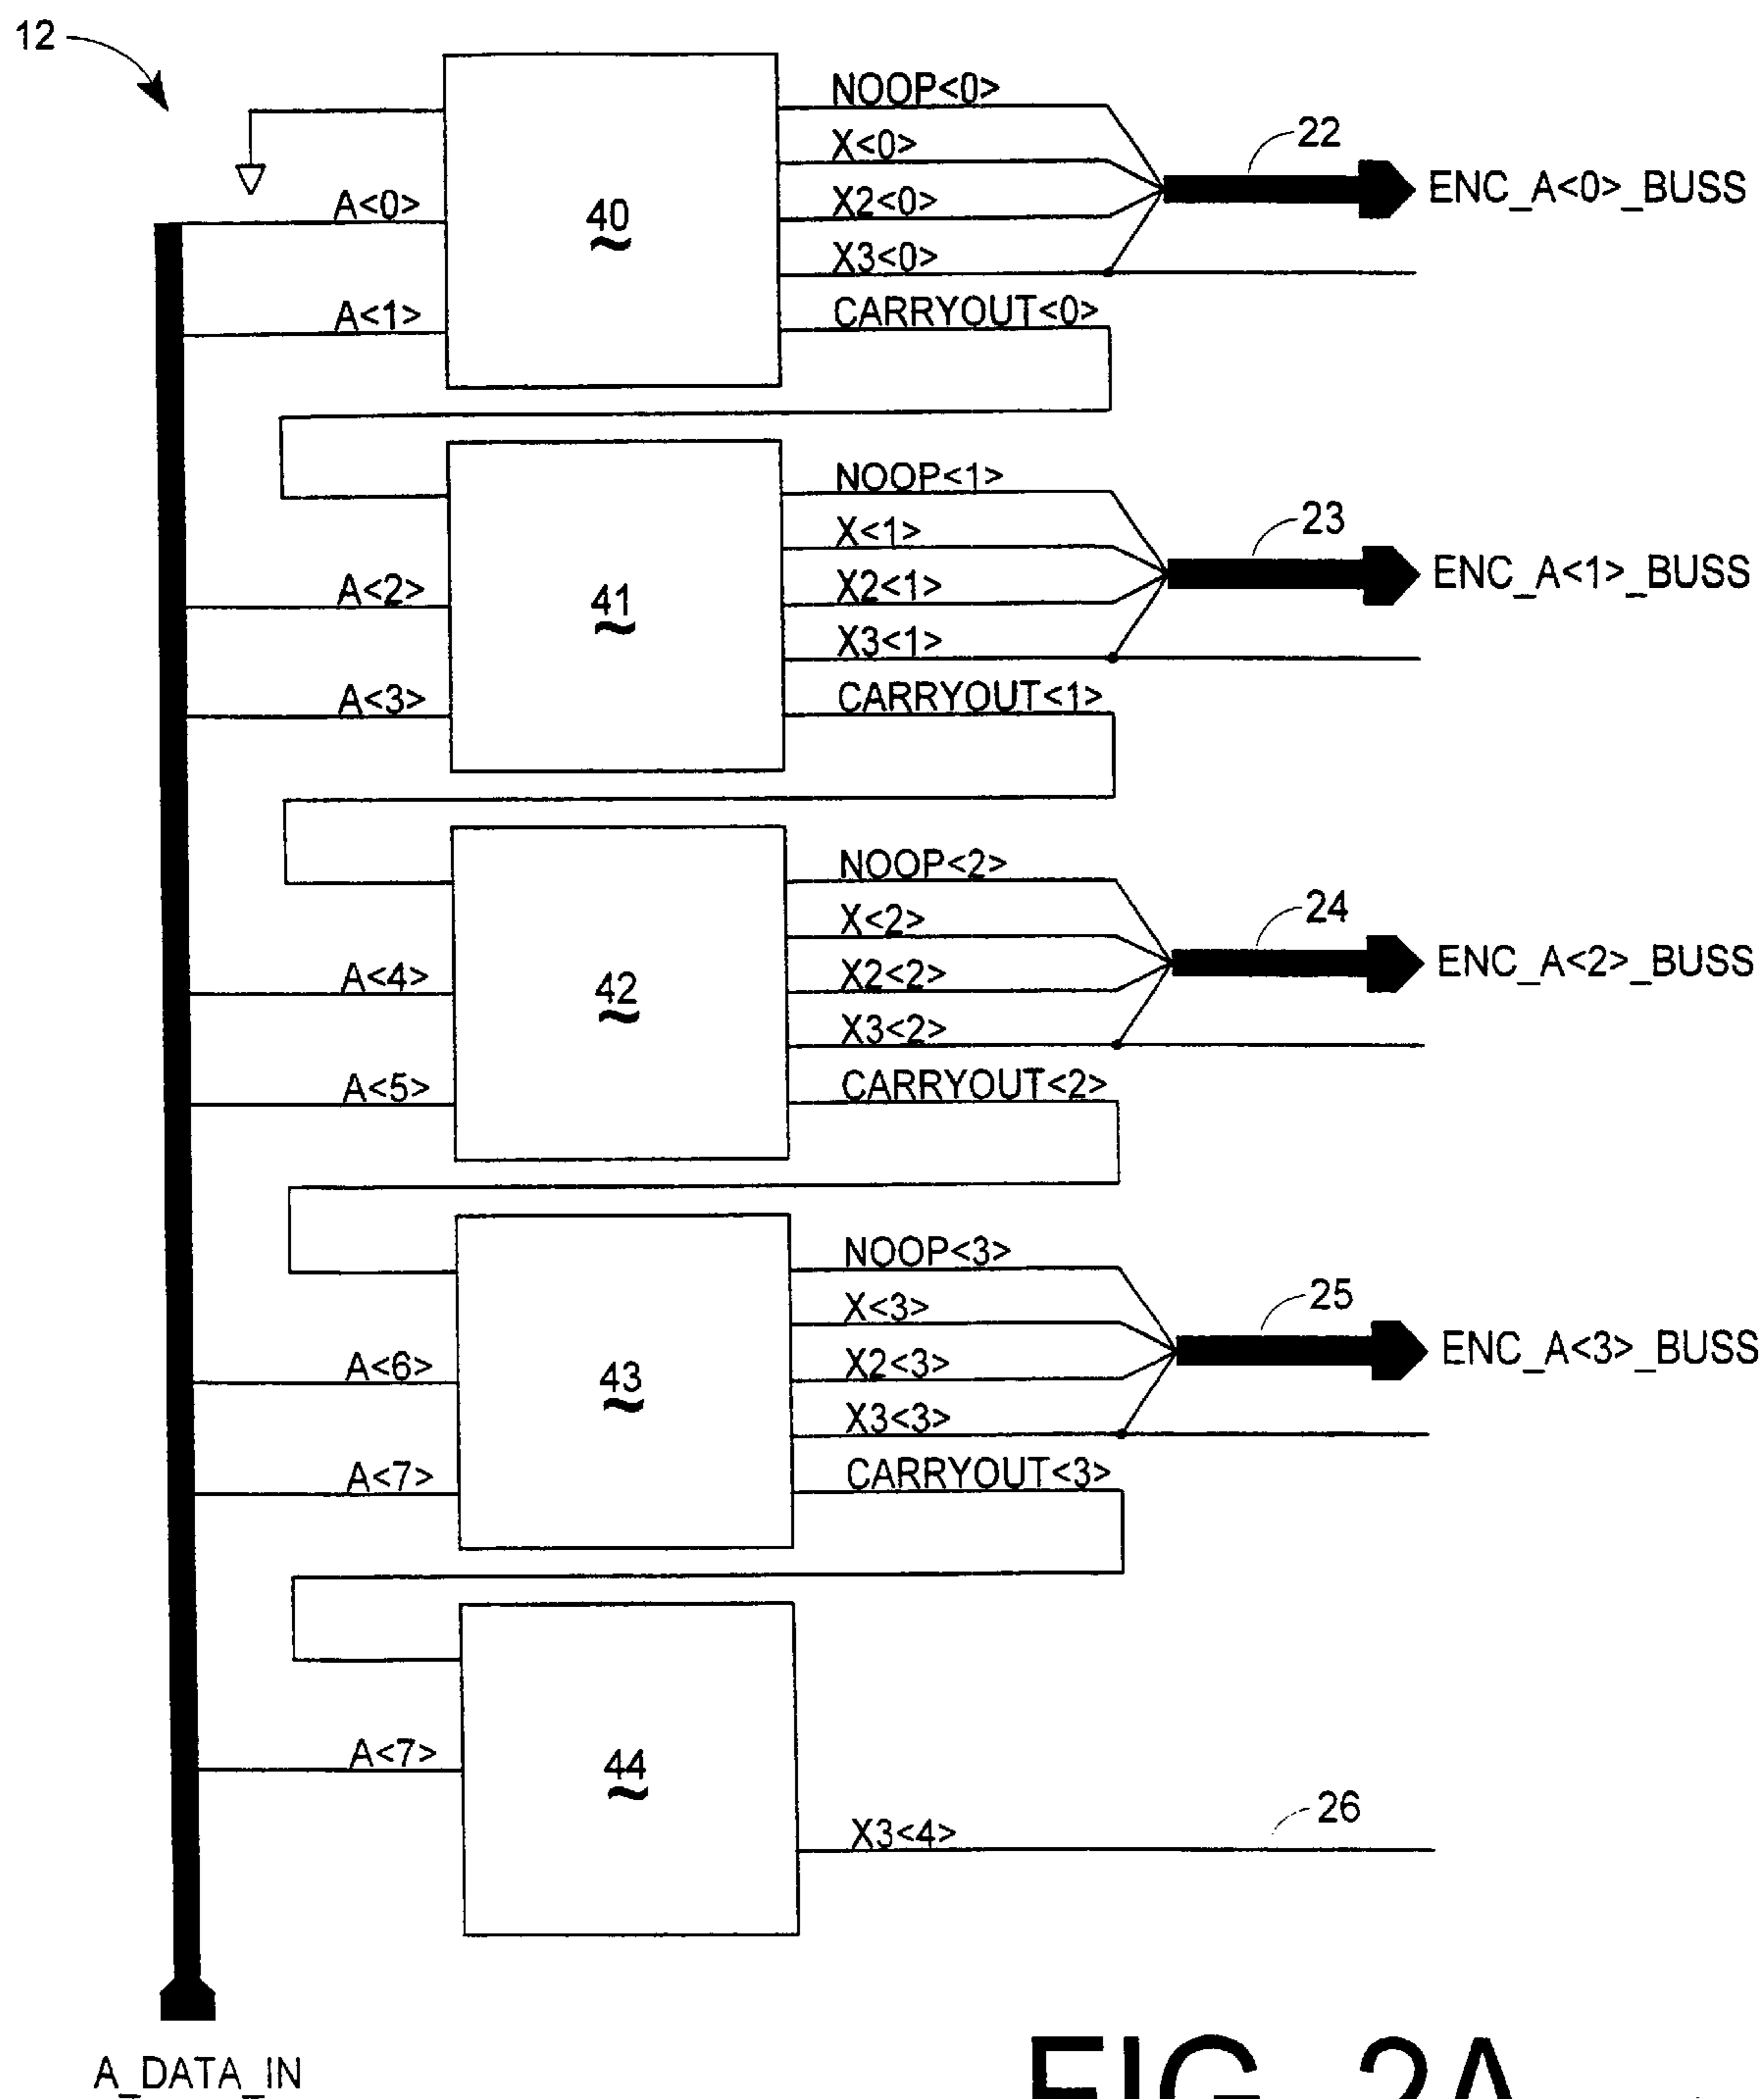 12
NOOP<0>
X<0>
X2<0>
X3<0>
CARRYOUT<0>
A<0>
A<1>
40
22
ENC_A<0>_BUSS
NOOP<1>
X<1>
X2<1>
X3<1>
CARRYOUT<1>
A<2>
A<3>
41
23
ENC_A<1>_BUSS
NOOP<2>
X<2>
X2<2>
X3<2>
CARRYOUT<2>
A<4>
A<5>
42
24
ENC_A<2>_BUSS
NOOP<3>
X<3>
X2<3>
X3<3>
CARRYOUT<3>
A<6>
A<7>
43
25
ENC_A<3>_BUSS
A<7>
44
X3<4>
26
A_DATA_IN
FIG. 2A